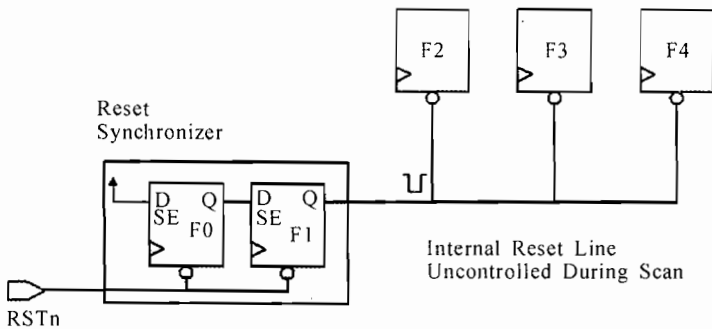 F2 F3 F4
Reset
Synchronizer
D Q D Q
SE SE
F0 F1
Internal Reset Line
Uncontrolled During Scan
RSTn